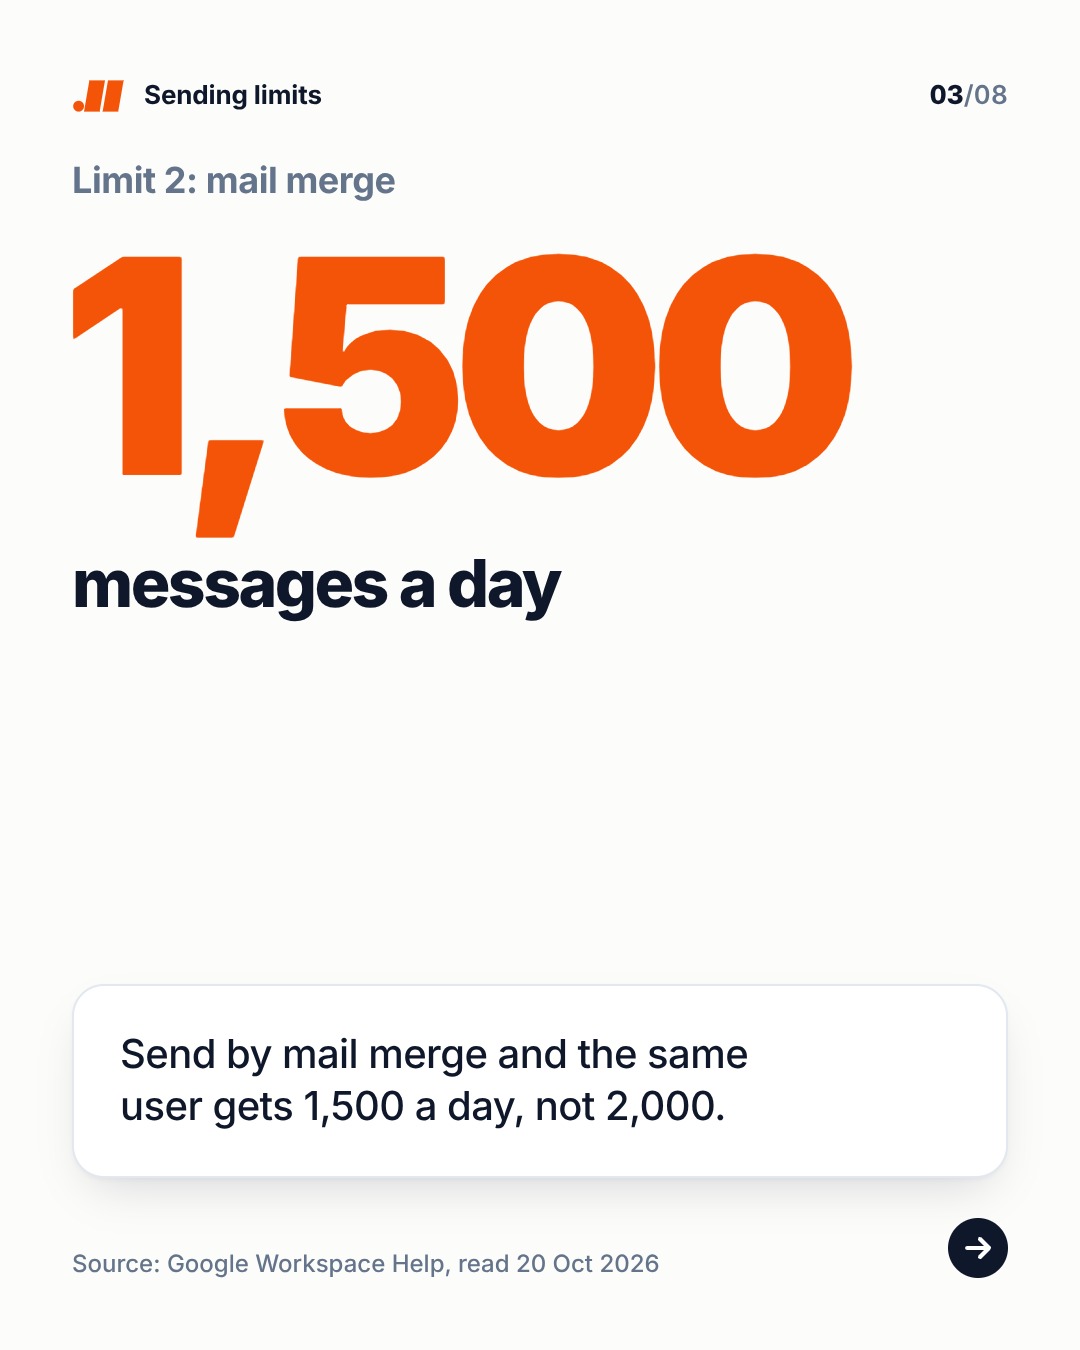 Sending limits
03/08
Limit 2: mail merge
1,500
messages a day
Send by mail merge and the same
user gets 1,500 a day, not 2,000.
Source: Google Workspace Help, read 20 Oct 2026